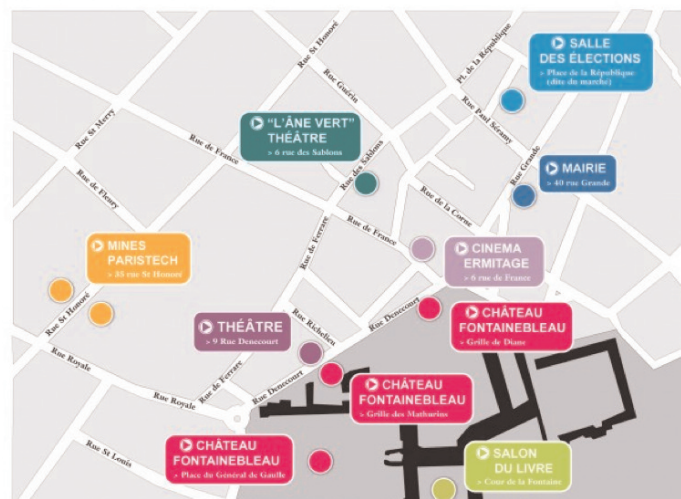 Rue St Honoré
Pl. de la République
SALLE
DES ÉLECTIONS
> Place de la République
(dite du marché)
Rue Guérin
Rue Paul Séramy
Rue St Merry
"L'ÂNE VERT"
THÉÂTRE
> 6 rue des Sablons
Rue de France
Rue des Sablons
Rue Grande
MAIRIE
> 40 rue Grande
Rue de Fleury
Rue de la Corne
Rue de Ferrare
Rue de France
MINES
PARISTECH
> 35 rue St Honoré
CINEMA
ERMITAGE
> 6 rue de France
Rue St Honoré
THÉÂTRE
> 9 Rue Denecourt
Rue Richelieu
Rue Denecourt
CHÂTEAU
FONTAINEBLEAU
> Grille de Diane
Rue Royale
Rue Royale
Rue de Ferrare
Rue Denecourt
CHÂTEAU
FONTAINEBLEAU
> Grille des Mathurins
Rue St Louis
CHÂTEAU
FONTAINEBLEAU
> Place du Général de Gaulle
SALON
DU LIVRE
> Cour de la Fontaine